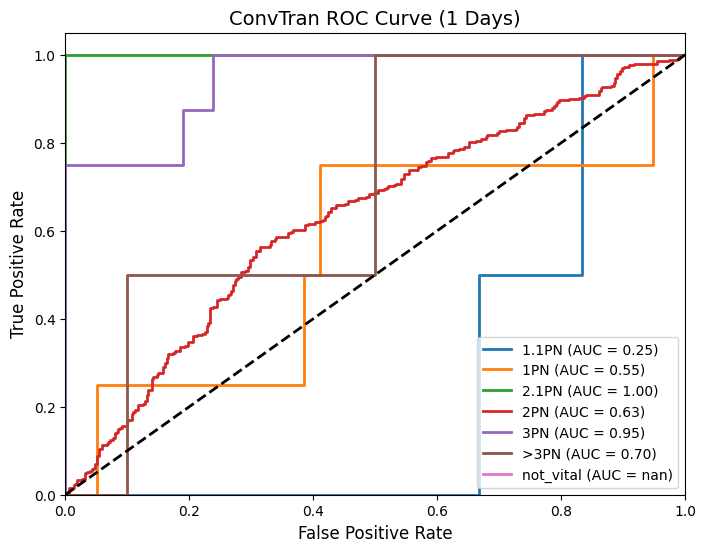 ConvTran ROC Curve (1 Days)
True Positive Rate
1.0
0.8
0.6
0.4
0.2
0.0
1.1PN (AUC = 0.25)
1PN (AUC = 0.55)
2.1PN (AUC = 1.00)
2PN (AUC = 0.63)
3PN (AUC = 0.95)
>3PN (AUC = 0.70)
not_vital (AUC = nan)
0.0 0.2 0.4 0.6 0.8 1.0
False Positive Rate